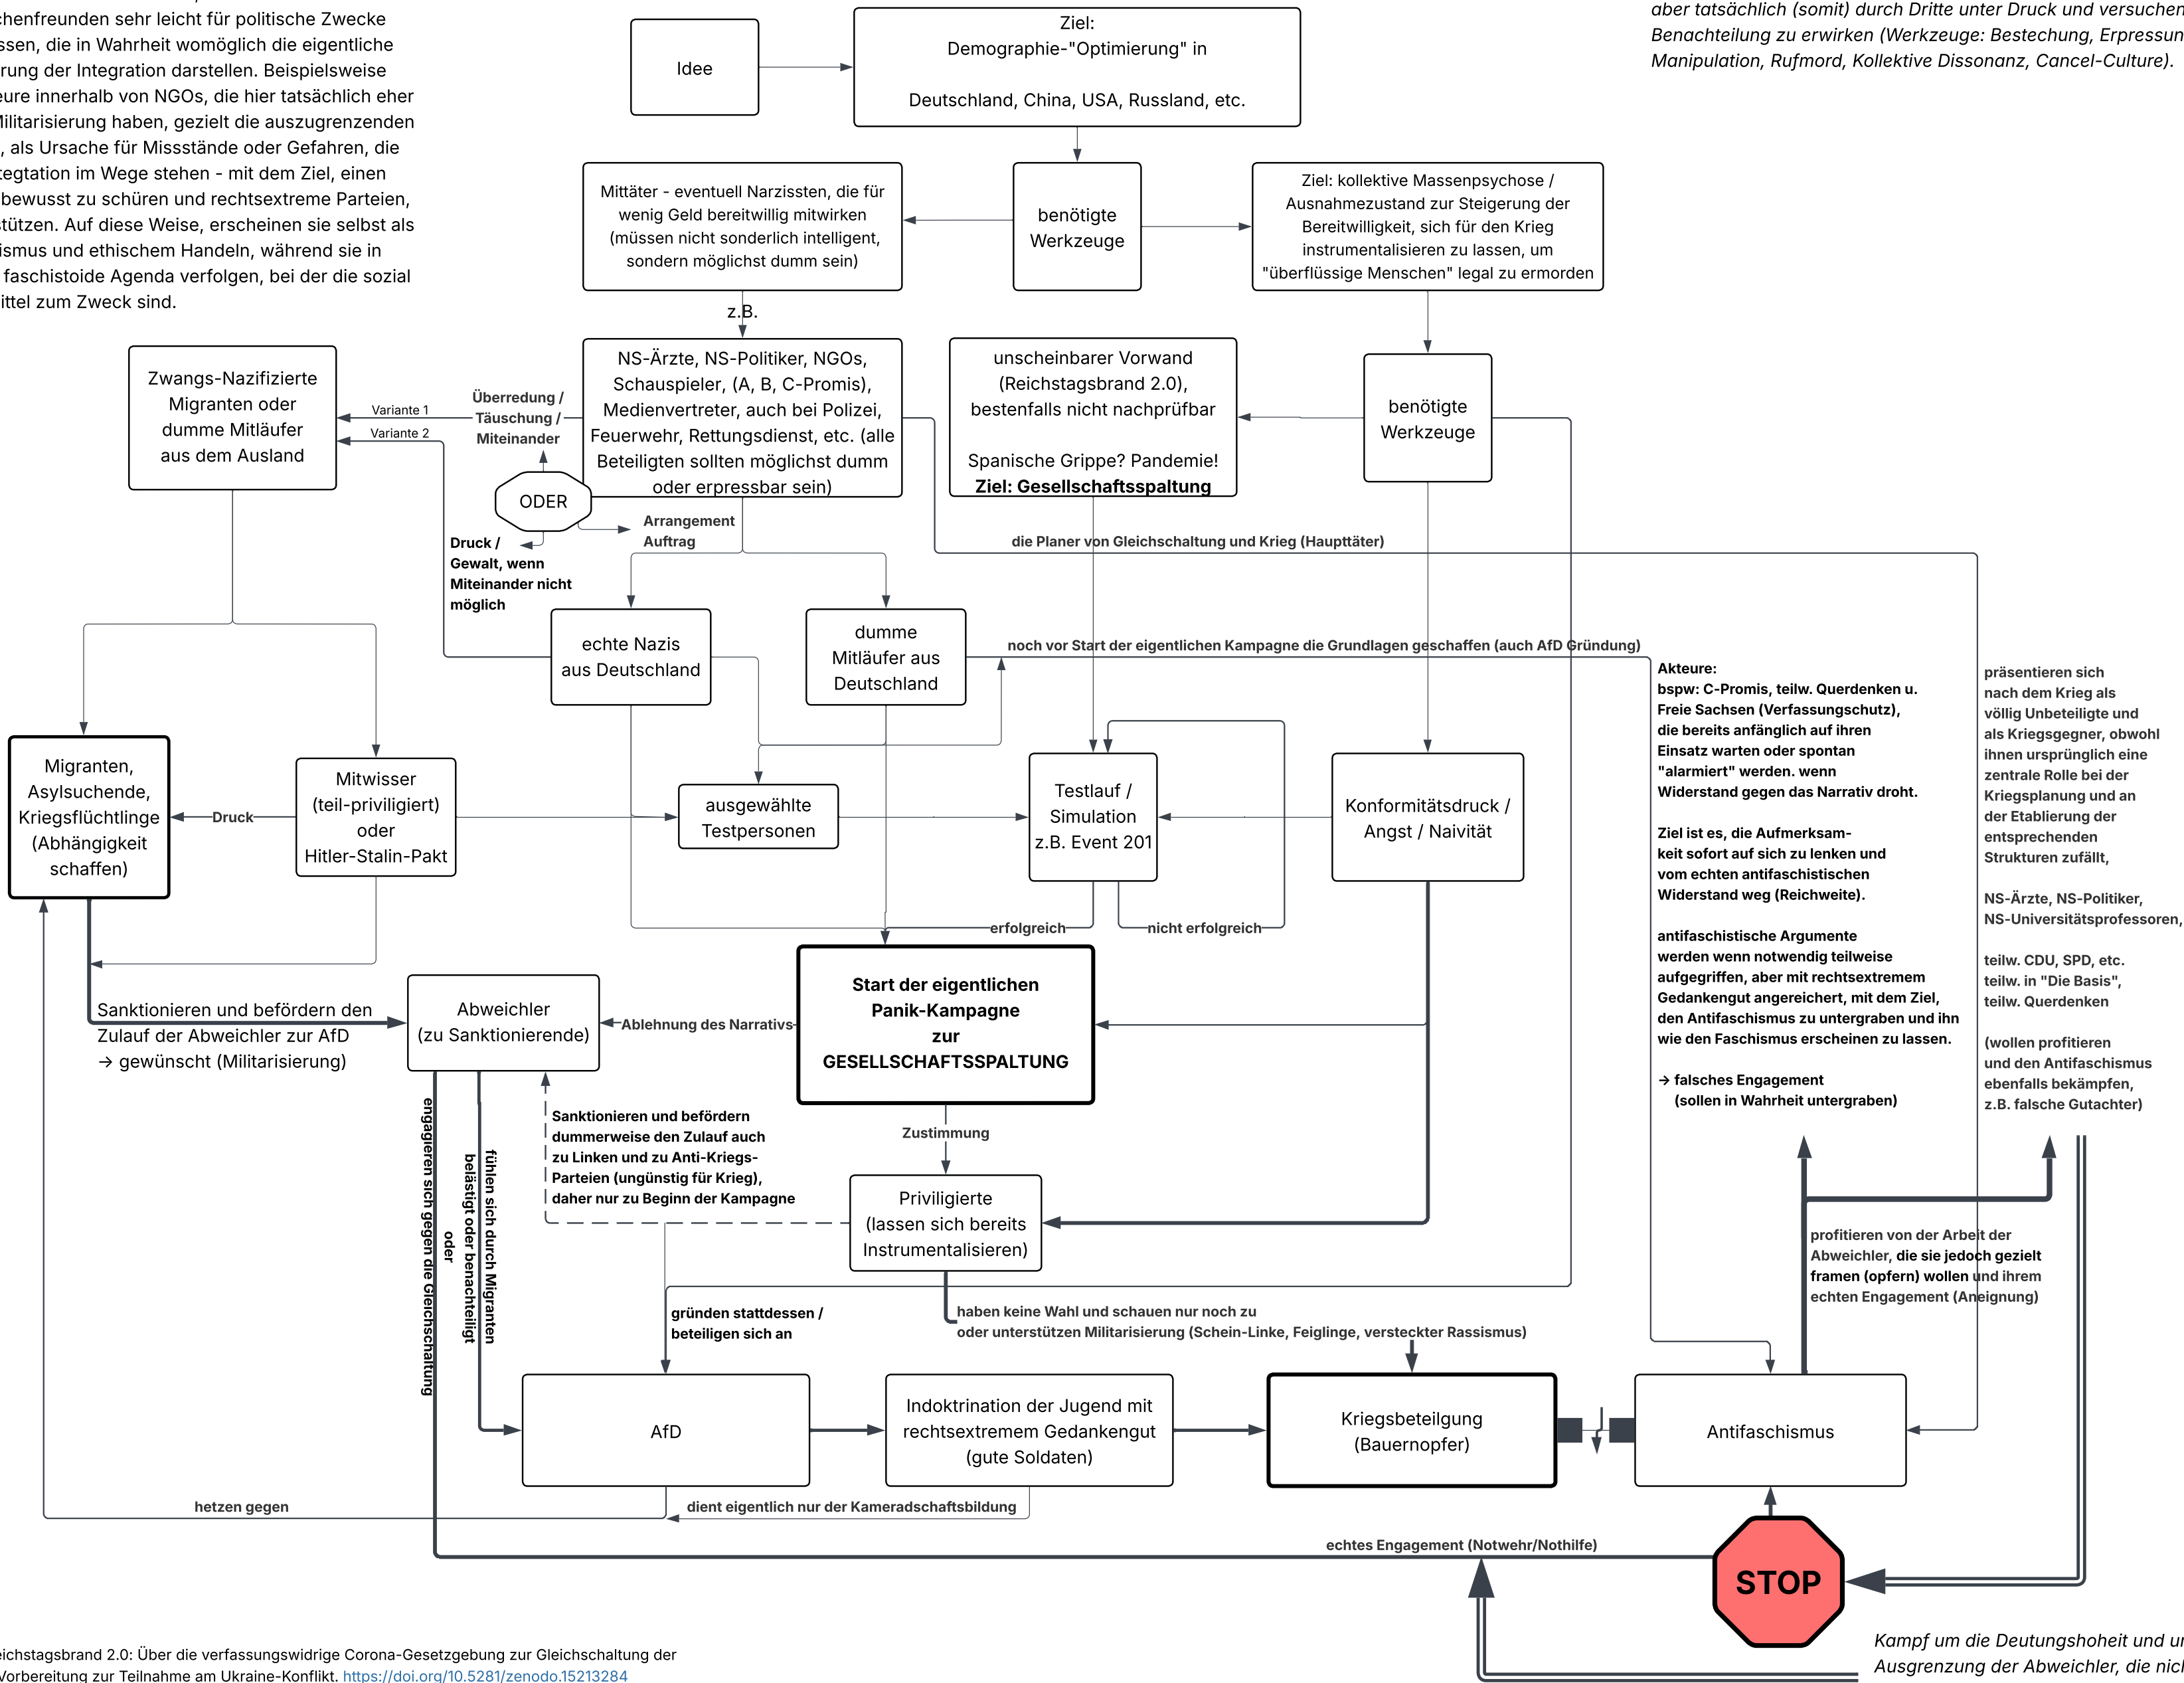 chenfreunden sehr leicht für politische Zwecke
ssen, die in Wahrheit womöglich die eigentliche
rung der Integration darstellen. Beispielsweise
eure innerhalb von NGOs, die hier tatsächlich eher
Militarisierung haben, gezielt die auszugrenzenden
, als Ursache für Missstände oder Gefahren, die
tegtation im Wege stehen - mit dem Ziel, einen
bewusst zu schüren und rechtsextreme Parteien,
stützen. Auf diese Weise, erscheinen sie selbst als
ismus und ethischem Handeln, während sie in
faschistoide Agenda verfolgen, bei der die sozial
ittel zum Zweck sind.
Idee
Ziel:
Demographie-"Optimierung" in
Deutschland, China, USA, Russland, etc.
aber tatsächlich (somit) durch Dritte unter Druck und versuchen
Benachteilung zu erwirken (Werkzeuge: Bestechung, Erpressun
Manipulation, Rufmord, Kollektive Dissonanz, Cancel-Culture).
Mittäter - eventuell Narzissten, die für
wenig Geld bereitwillig mitwirken
(müssen nicht sonderlich intelligent,
sondern möglichst dumm sein)
benötigte
Werkzeuge
Ziel: kollektive Massenpsychose /
Ausnahmezustand zur Steigerung der
Bereitwilligkeit, sich für den Krieg
instrumentalisieren zu lassen, um
"überflüssige Menschen" legal zu ermorden
z.B.
Zwangs-Nazifizierte
Migranten oder
dumme Mitläufer
aus dem Ausland
Variante 1
Variante 2
Überredung /
Täuschung /
Miteinander
NS-Ärzte, NS-Politiker, NGOs,
Schauspieler, (A, B, C-Promis),
Medienvertreter, auch bei Polizei,
Feuerwehr, Rettungsdienst, etc. (alle
Beteiligten sollten möglichst dumm
oder erpressbar sein)
unscheinbarer Vorwand
(Reichstagsbrand 2.0),
bestenfalls nicht nachprüfbar
Spanische Grippe? Pandemie!
Ziel: Gesellschaftsspaltung
benötigte
Werkzeuge
ODER
Arrangement
Auftrag
Druck /
Gewalt, wenn
Miteinander nicht
möglich
die Planer von Gleichschaltung und Krieg (Haupttäter)
echte Nazis
aus Deutschland
dumme
Mitläufer aus
Deutschland
noch vor Start der eigentlichen Kampagne die Grundlagen geschaffen (auch AfD Gründung)
Akteure:
bspw: C-Promis, teilw. Querdenken u.
Freie Sachsen (Verfassungschutz),
die bereits anfänglich auf ihren
Einsatz warten oder spontan
"alarmiert" werden. wenn
Widerstand gegen das Narrativ droht.
Ziel ist es, die Aufmerksam-
keit sofort auf sich zu lenken und
vom echten antifaschistischen
Widerstand weg (Reichweite).
antifaschistische Argumente
werden wenn notwendig teilweise
aufgegriffen, aber mit rechtsextremem
Gedankengut angereichert, mit dem Ziel,
den Antifaschismus zu untergraben und ihn
wie den Faschismus erscheinen zu lassen.
→ falsches Engagement
(sollen in Wahrheit untergraben)
präsentieren sich
nach dem Krieg als
völlig Unbeteiligte und
als Kriegsgegner, obwohl
ihnen ursprünglich eine
zentrale Rolle bei der
Kriegsplanung und an
der Etablierung der
entsprechenden
Strukturen zufällt,
NS-Ärzte, NS-Politiker,
NS-Universitätsprofessoren,
teilw. CDU, SPD, etc.
teilw. in "Die Basis",
teilw. Querdenken
(wollen profitieren
und den Antifaschismus
ebenfalls bekämpfen,
z.B. falsche Gutachter)
Migranten,
Asylsuchende,
Kriegsflüchtlinge
(Abhängigkeit
schaffen)
Druck
Mitwisser
(teil-priviligiert)
oder
Hitler-Stalin-Pakt
ausgewählte
Testpersonen
Testlauf /
Simulation
z.B. Event 201
Konformitätsdruck /
Angst / Naivität
erfolgreich
nicht erfolgreich
Sanktionieren und befördern den
Zulauf der Abweichler zur AfD
→ gewünscht (Militarisierung)
Abweichler
(zu Sanktionierende)
Ablehnung des Narrativs
Start der eigentlichen
Panik-Kampagne
zur
GESELLSCHAFTSSPALTUNG
Sanktionieren und befördern
dummerweise den Zulauf auch
zu Linken und zu Anti-Kriegs-
Parteien (ungünstig für Krieg),
daher nur zu Beginn der Kampagne
Zustimmung
Priviligierte
(lassen sich bereits
Instrumentalisieren)
fühlen sich durch Migranten
belästigt oder benachteiligt
oder
engagieren sich gegen die Gleichschaltung
profitieren von der Arbeit der
Abweichler, die sie jedoch gezielt
framen (opfern) wollen und ihrem
echten Engagement (Aneignung)
gründen stattdessen /
beteiligen sich an
haben keine Wahl und schauen nur noch zu
oder unterstützen Militarisierung (Schein-Linke, Feiglinge, versteckter Rassismus)
AfD
Indoktrination der Jugend mit
rechtsextremem Gedankengut
(gute Soldaten)
Kriegsbeteilgung
(Bauernopfer)
Antifaschismus
hetzen gegen
dient eigentlich nur der Kameradschaftsbildung
echtes Engagement (Notwehr/Nothilfe)
STOP
Kampf um die Deutungshoheit und u
Ausgrenzung der Abweichler, die nic
eichstagsbrand 2.0: Über die verfassungswidrige Corona-Gesetzgebung zur Gleichschaltung der
Vorbereitung zur Teilnahme am Ukraine-Konflikt. https://doi.org/10.5281/zenodo.15213284